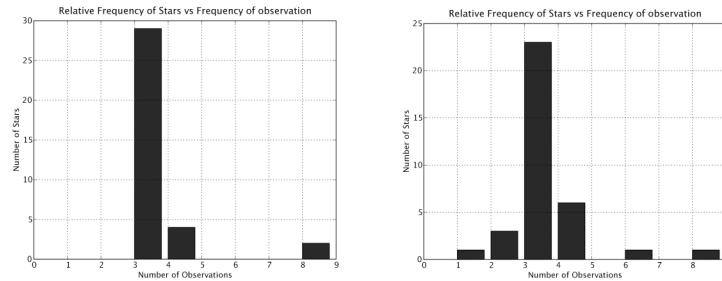 Relative Frequency of Stars vs Frequency of observation
30
25
20
15
10
5
0
Number of Stars
0 1 2 3 4 5 6 7 8 9
Number of Observations
Relative Frequency of Stars vs Frequency of observation
25
20
15
10
5
0
Number of Stars
0 1 2 3 4 5 6 7 8
Number of Observations